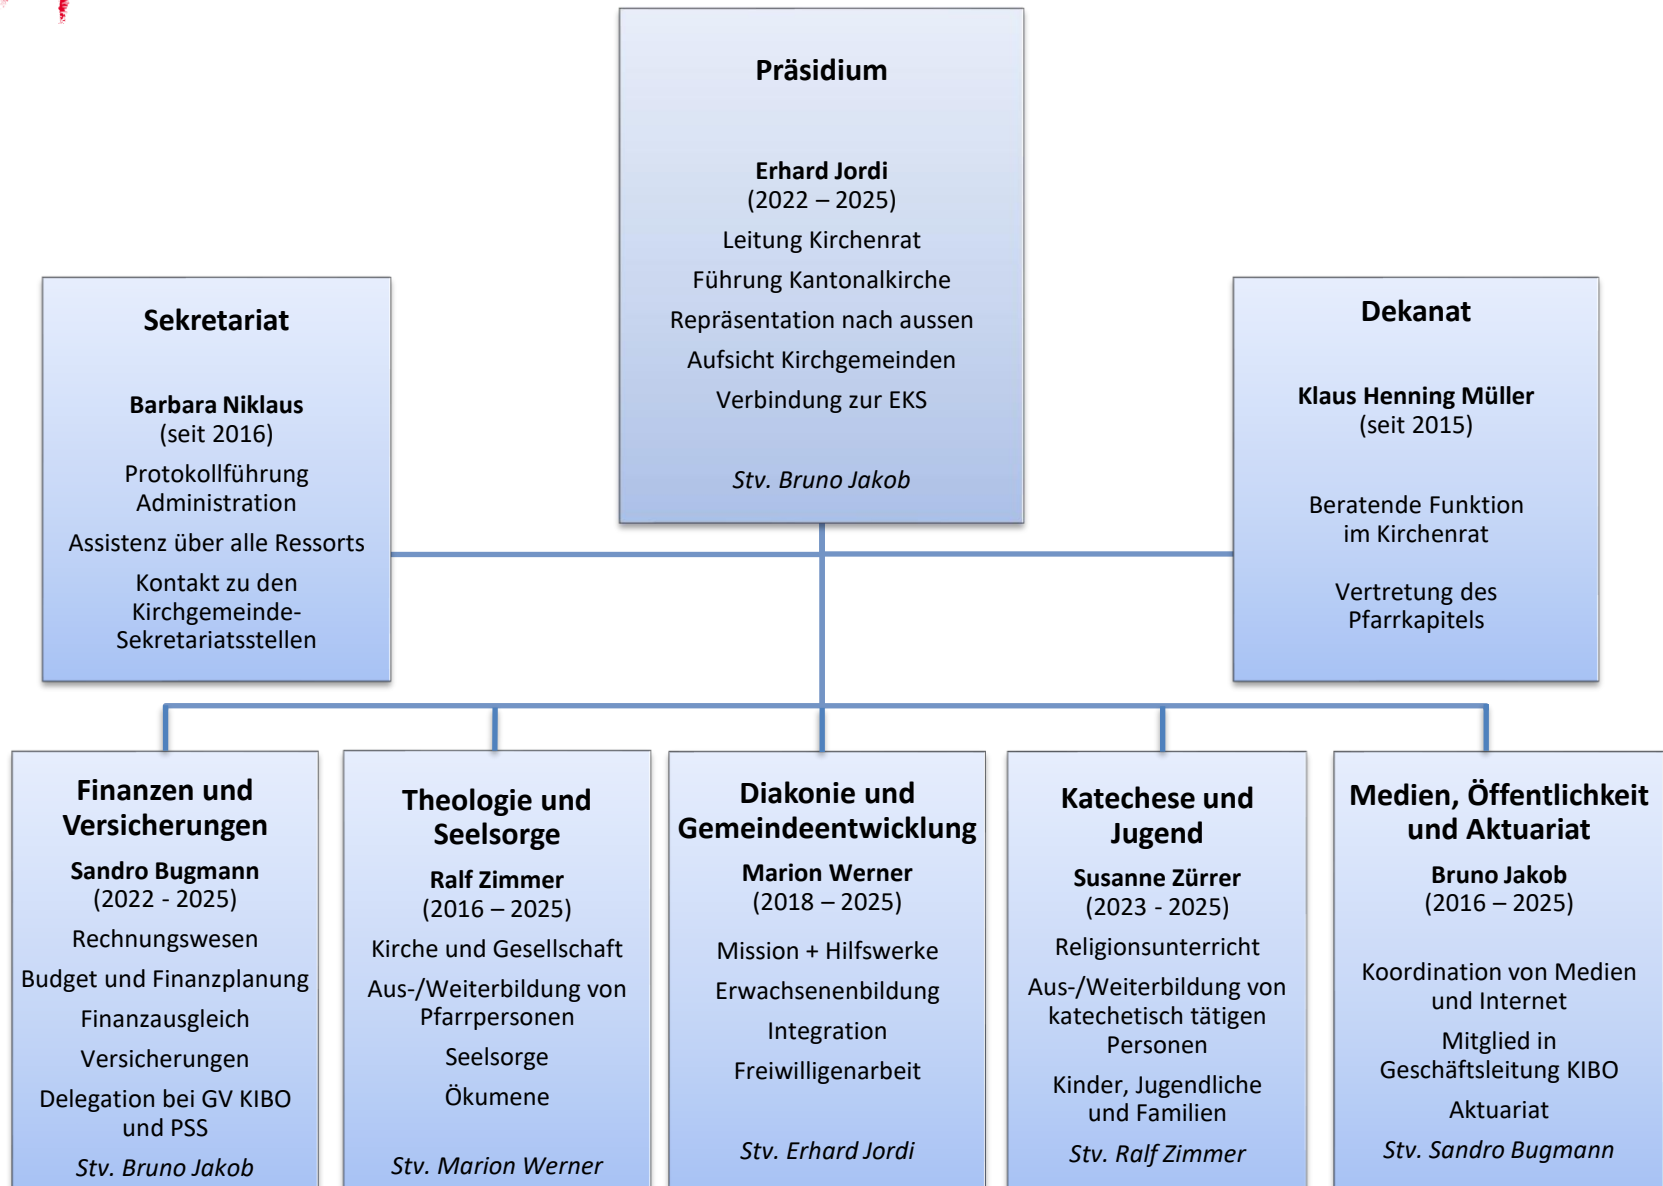 Präsidium
Erhard Jordi
(2022 – 2025)
Leitung Kirchenrat
Führung Kantonalkirche
Repräsentation nach aussen
Aufsicht Kirchgemeinden
Verbindung zur EKS
Stv. Bruno Jakob
Sekretariat
Barbara Niklaus
(seit 2016)
Protokollführung
Administration
Assistenz über alle Ressorts
Kontakt zu den
Kirchgemeinde-
Sekretariatsstellen
Dekanat
Klaus Henning Müller
(seit 2015)
Beratende Funktion
im Kirchenrat
Vertretung des
Pfarrkapitels
Finanzen und
Versicherungen
Sandro Bugmann
(2022 - 2025)
Rechnungswesen
Budget und Finanzplanung
Finanzausgleich
Versicherungen
Delegation bei GV KIBO
und PSS
Stv. Bruno Jakob
Theologie und
Seelsorge
Ralf Zimmer
(2016 – 2025)
Kirche und Gesellschaft
Aus-/Weiterbildung von
Pfarrpersonen
Seelsorge
Ökumene
Stv. Marion Werner
Diakonie und
Gemeindeentwicklung
Marion Werner
(2018 – 2025)
Mission + Hilfswerke
Erwachsenenbildung
Integration
Freiwilligenarbeit
Stv. Erhard Jordi
Katechese und
Jugend
Susanne Zürrer
(2023 - 2025)
Religionsunterricht
Aus-/Weiterbildung von
katechetisch tätigen
Personen
Kinder, Jugendliche
und Familien
Stv. Ralf Zimmer
Medien, Öffentlichkeit
und Aktuariat
Bruno Jakob
(2016 – 2025)
Koordination von Medien
und Internet
Mitglied in
Geschäftsleitung KIBO
Aktuariat
Stv. Sandro Bugmann